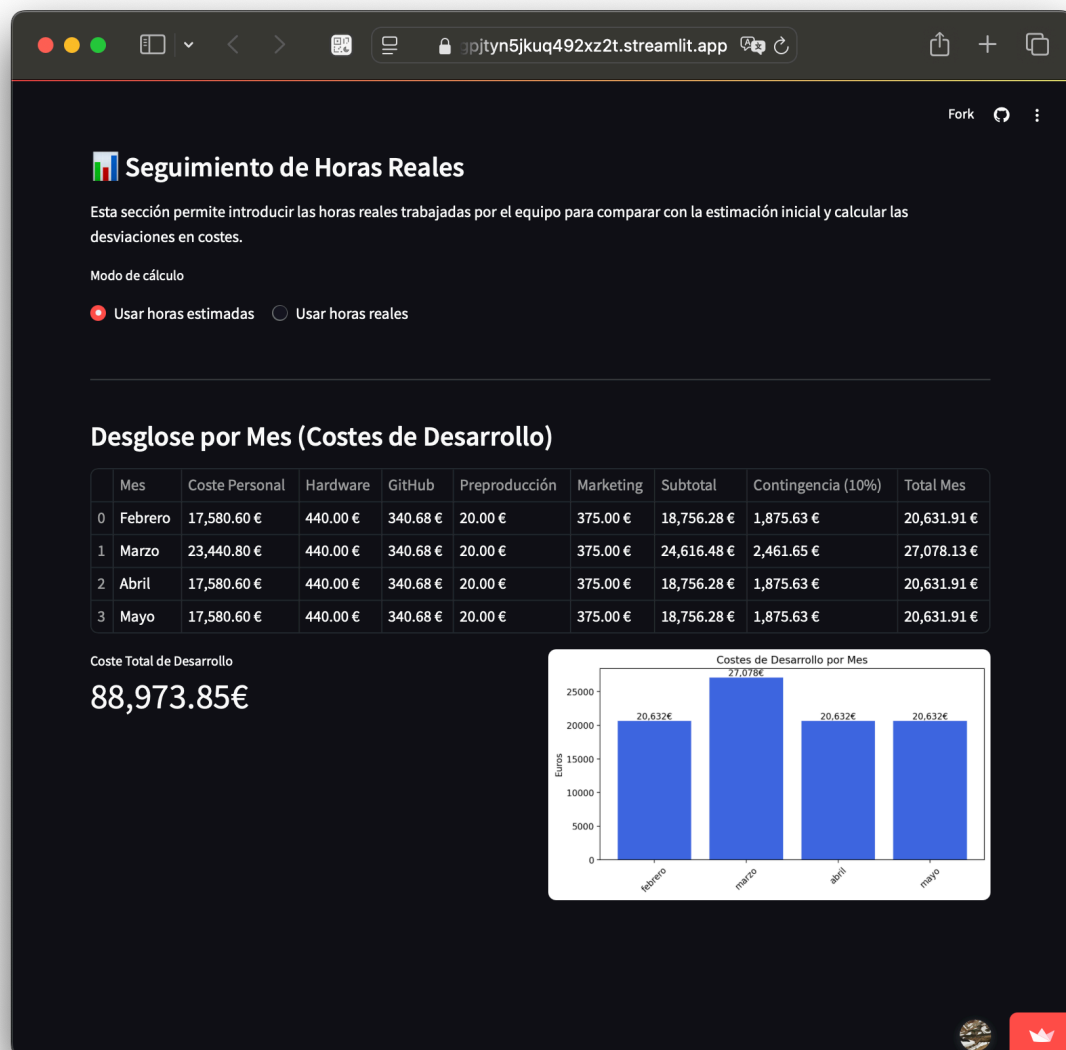 gpjtyn5jkuq492xz2t.streamlit.app
Fork
Seguimiento de Horas Reales
Esta sección permite introducir las horas reales trabajadas por el equipo para comparar con la estimación inicial y calcular las
desviaciones en costes.
Modo de cálculo
Usar horas estimadas Usar horas reales
Desglose por Mes (Costes de Desarrollo)
Mes Coste Personal Hardware GitHub Preproducción Marketing Subtotal Contingencia (10%) Total Mes
0 Febrero 17,580.60 € 440.00 € 340.68 € 20.00 € 375.00 € 18,756.28 € 1,875.63 € 20,631.91 €
1 Marzo 23,440.80 € 440.00 € 340.68 € 20.00 € 375.00 € 24,616.48 € 2,461.65 € 27,078.13 €
2 Abril 17,580.60 € 440.00 € 340.68 € 20.00 € 375.00 € 18,756.28 € 1,875.63 € 20,631.91 €
3 Mayo 17,580.60 € 440.00 € 340.68 € 20.00 € 375.00 € 18,756.28 € 1,875.63 € 20,631.91 €
Coste Total de Desarrollo
88,973.85€
Costes de Desarrollo por Mes
27,078€
20,632€ 20,632€ 20,632€
Euros
25000
20000
15000
10000
5000
0
febrero marzo abril mayo